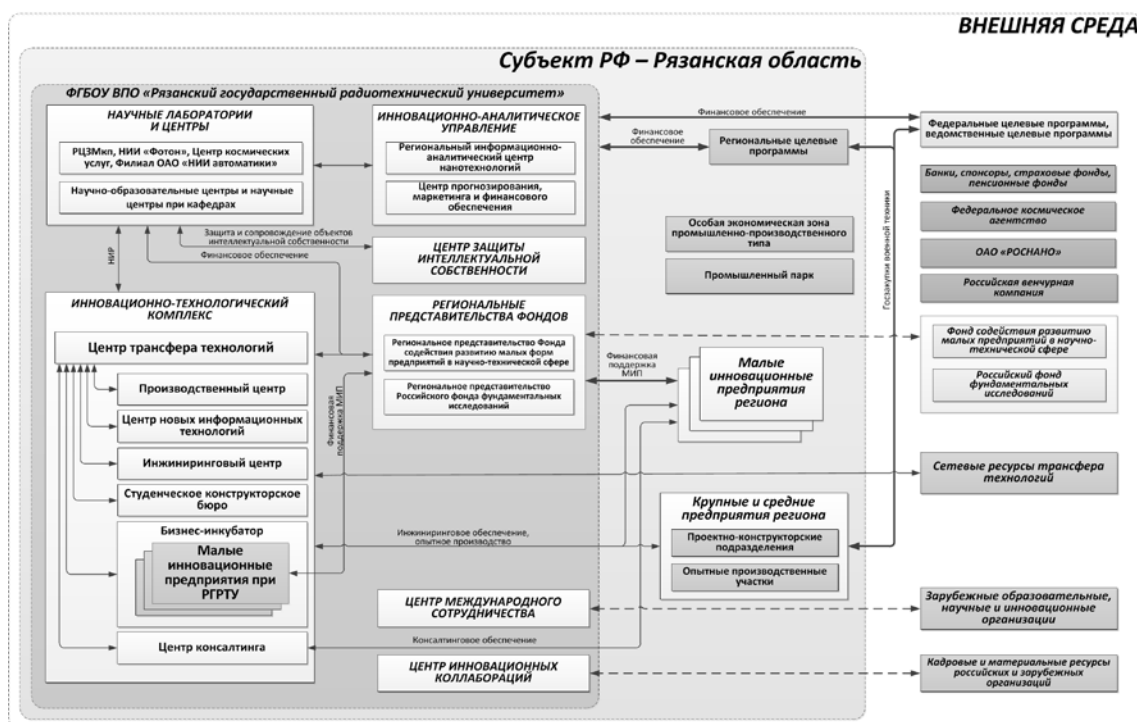 ВНЕШНЯЯ СРЕДА
Субъект РФ – Рязанская область
ФГБОУ ВПО «Рязанский государственный радиотехнический университет»
НАУЧНЫЕ ЛАБОРАТОРИИ
И ЦЕНТРЫ
РЦЗМкп, НИИ «Фотон», Центр космических
услуг, Филиал ОАО «НИИ автоматики»
Научно-образовательные центры и научные
центры при кафедрах
ИННОВАЦИОННО-АНАЛИТИЧЕСКОЕ
УПРАВЛЕНИЕ
Региональный информационно-
аналитический центр
нанотехнологий
Центр прогнозирования,
маркетинга и финансового
обеспечения
Финансовое обеспечение
Финансовое
обеспечение
Региональные целевые
программы
Федеральные целевые программы,
ведомственные целевые программы
Банки, спонсоры, страховые фонды,
пенсионные фонды
Федеральное космическое
агентство
ОАО «РОСНАНО»
Российская венчурная
компания
Госзакупки военной техники
Особая экономическая зона
промышленно-производственного
типа
Промышленный парк
НИР
Защита и сопровождение объектов
интеллектуальной собственности
Финансовое обеспечение
ЦЕНТР ЗАЩИТЫ
ИНТЕЛЛЕКТУАЛЬНОЙ
СОБСТВЕННОСТИ
ИННОВАЦИОННО-ТЕХНОЛОГИЧЕСКИЙ
КОМПЛЕКС
Центр трансфера технологий
Производственный центр
Центр новых информационных
технологий
Инжиниринговый центр
Студенческое конструкторское
бюро
Бизнес-инкубатор
Малые
инновационные
предприятия при
РГРТУ
Центр консалтинга
РЕГИОНАЛЬНЫЕ
ПРЕДСТАВИТЕЛЬСТВА ФОНДОВ
Региональное представительство Фонда
содействия развитию малых форм
предприятий в научно-технической сфере
Региональное представительство
Российского фонда фундаментальных
исследований
Финансовая
поддержка МИП
Финансовая
поддержка
МИП
Малые
инновационные
предприятия
региона
Фонд содействия развитию
малых предприятий в научно-
технической сфере
Российский фонд
фундаментальных
исследований
Сетевые ресурсы трансфера
технологий
Крупные и средние
предприятия региона
Проектно-конструкторские
подразделения
Опытные производственные
участки
Инжиниринговое обеспечение,
опытное производство
ЦЕНТР МЕЖДУНАРОДНОГО
СОТРУДНИЧЕСТВА
Зарубежные образовательные,
научные и инновационные
организации
Консалтинговое обеспечение
ЦЕНТР ИННОВАЦИОННЫХ
КОЛЛАБОРАЦИЙ
Кадровые и материальные ресурсы
российских и зарубежных
организаций